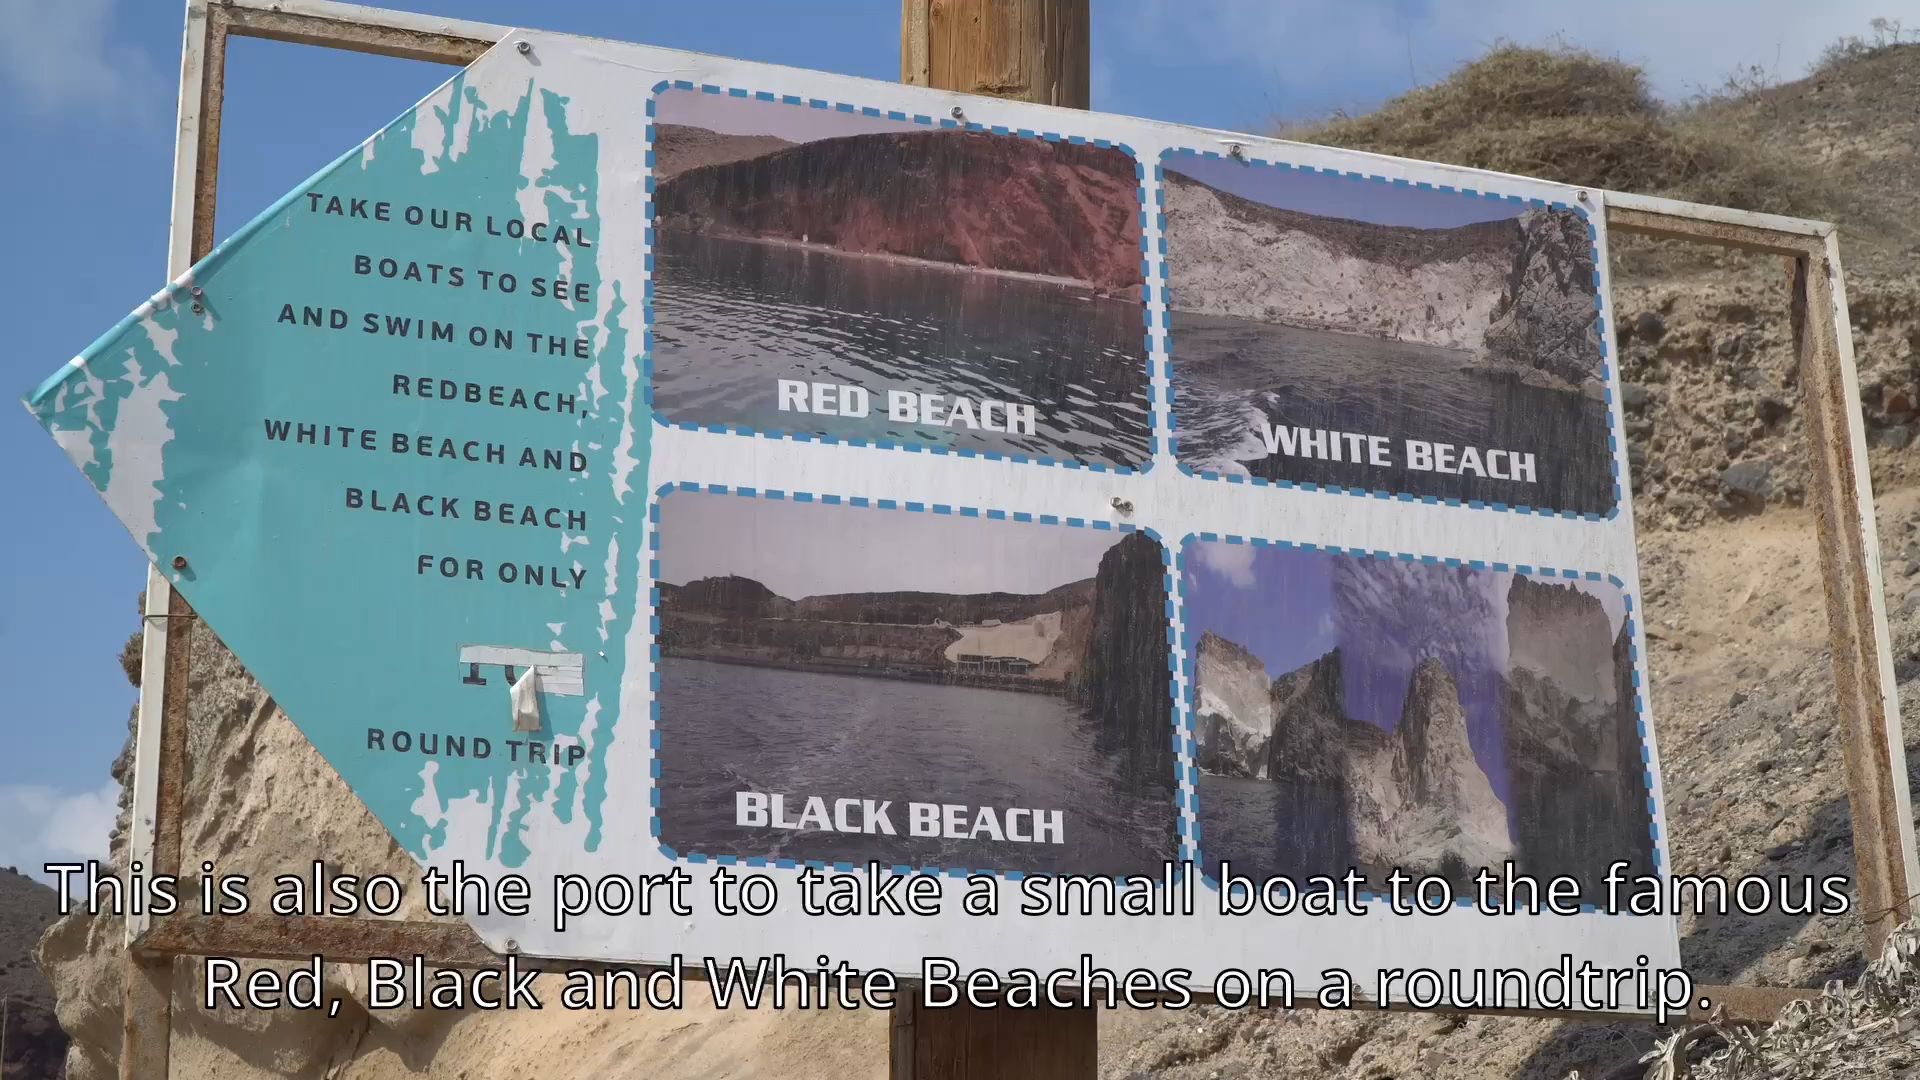 TAKE OUR LOCAL
BOATS TO SEE
AND SWIM ON THE
REDBEACH,
WHITE BEACH AND
BLACK BEACH
FOR ONLY
ROUND TRIP
RED BEACH
WHITE BEACH
BLACK BEACH
This is also the port to take a small boat to the famous
Red, Black and White Beaches on a roundtrip.